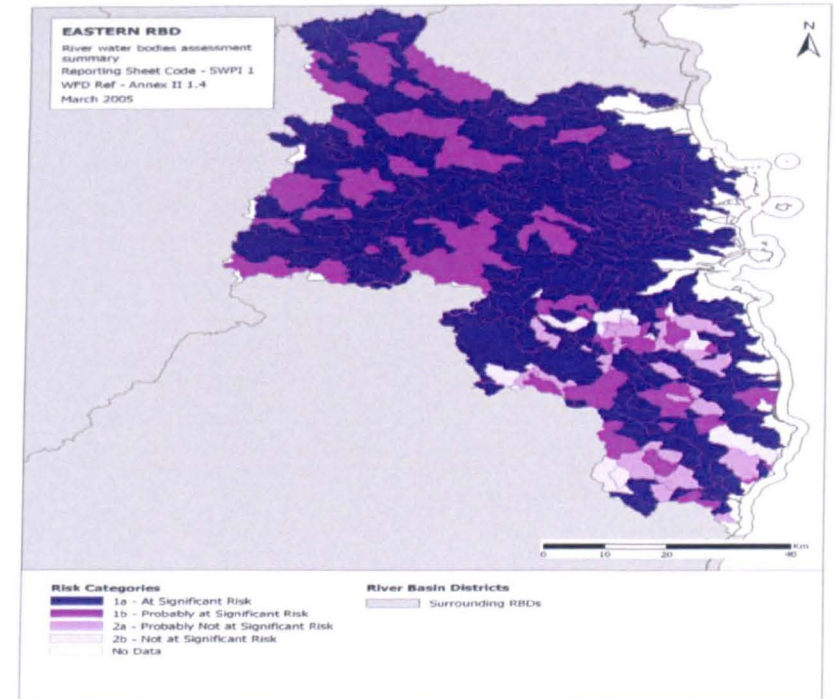 EASTERN RBD
River water bodies assessment
summary
Reporting Sheet Code - SWPI 1
WFD Ref - Annex II 1.4
March 2005
N
0 10 20 40 Km
Risk Categories
1a - At Significant Risk
1b - Probably at Significant Risk
2a - Probably Not at Significant Risk
2b - Not at Significant Risk
No Data
River Basin Districts
Surrounding RBDs